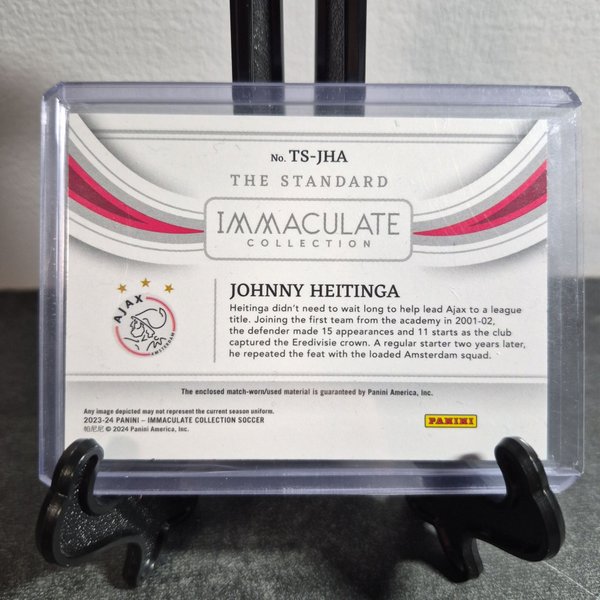 No. TS-JHA
THE STANDARD
IMMACULATE
COLLECTION
AJAX
AMSTERDAM
JOHNNY HEITINGA
Heitinga didn't need to wait long to help lead Ajax to a league
title. Joining the first team from the academy in 2001-02,
the defender made 15 appearances and 11 starts as the club
captured the Eredivisie crown. A regular starter two years later,
he repeated the feat with the loaded Amsterdam squad.
The enclosed match-worn/used material is guaranteed by Panini America, Inc.
Any image depicted may not represent the current season uniform.
2023-24 PANINI – IMMACULATE COLLECTION SOCCER
帕尼尼 © 2024 Panini America, Inc.
PANINI